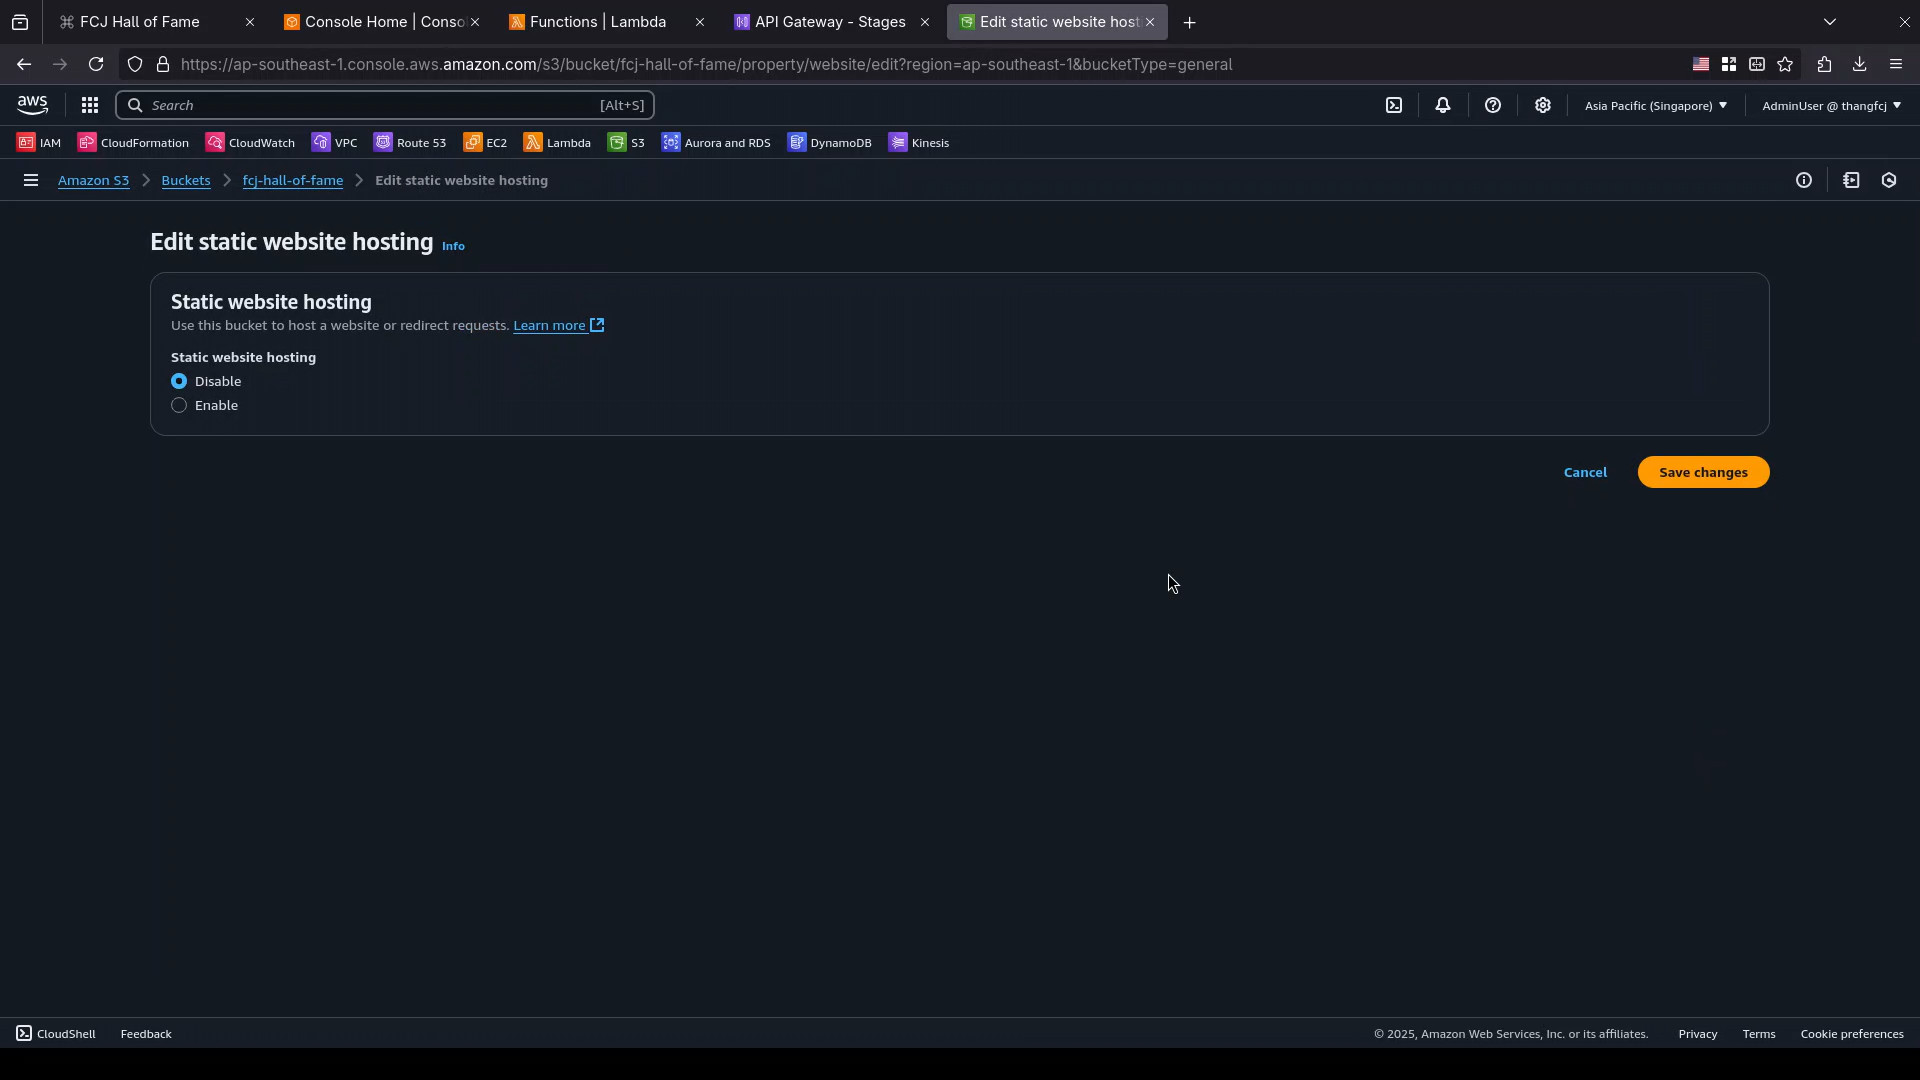 FCJ Hall of Fame
Console Home | Conso
Functions | Lambda
API Gateway - Stages
Edit static website host
https://ap-southeast-1.console.aws.amazon.com/s3/bucket/fcj-hall-of-fame/property/website/edit?region=ap-southeast-1&bucketType=general
aws
Search
[Alt+S]
Asia Pacific (Singapore)
AdminUser @ thangfcj
IAM
CloudFormation
CloudWatch
VPC
Route 53
EC2
Lambda
S3
Aurora and RDS
DynamoDB
Kinesis
Amazon S3
Buckets
fcj-hall-of-fame
Edit static website hosting
Edit static website hosting Info
Static website hosting
Use this bucket to host a website or redirect requests. Learn more
Static website hosting
Disable
Enable
Cancel
Save changes
CloudShell
Feedback
© 2025, Amazon Web Services, Inc. or its affiliates.
Privacy
Terms
Cookie preferences